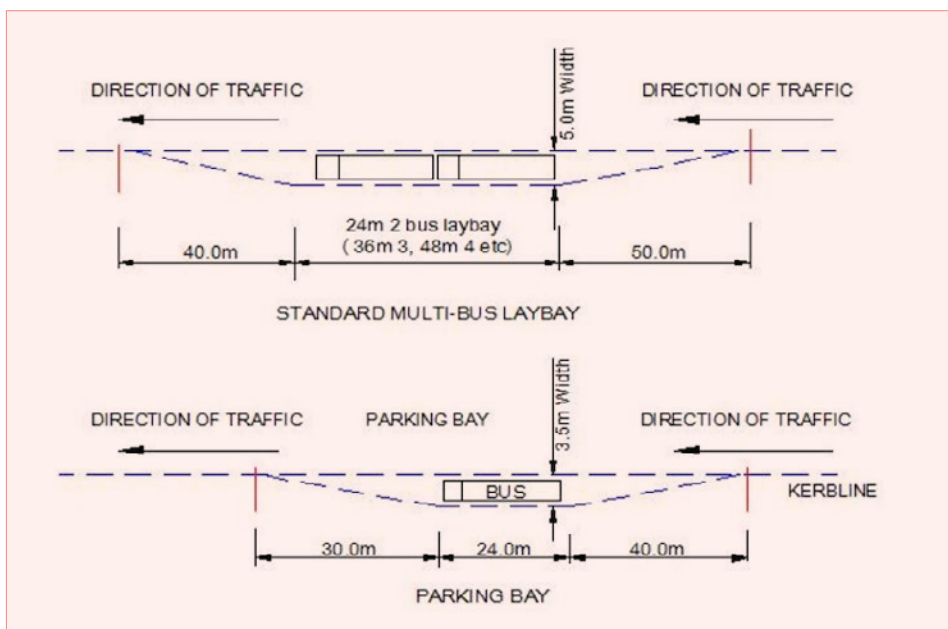 DIRECTION OF TRAFFIC
5.0m Width
DIRECTION OF TRAFFIC
24m 2 bus laybay
( 36m 3, 48m 4 etc)
40.0m
50.0m
STANDARD MULTI-BUS LAYBAY
DIRECTION OF TRAFFIC
PARKING BAY
3.5m Width
DIRECTION OF TRAFFIC
BUS
KERBLINE
30.0m
24.0m
40.0m
PARKING BAY